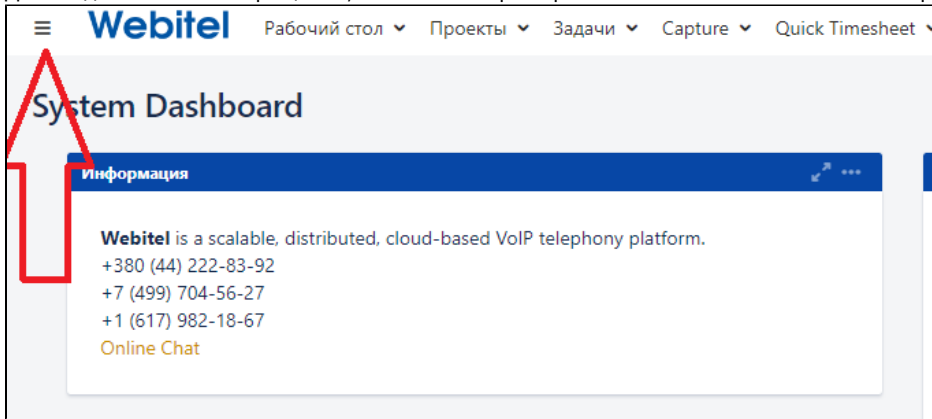 Webitel Рабочий стол Проекты Задачи Capture Quick Timesheet
System Dashboard
Информация
Webitel is a scalable, distributed, cloud-based VoIP telephony platform.
+380 (44) 222-83-92
+7 (499) 704-56-27
+1 (617) 982-18-67
Online Chat